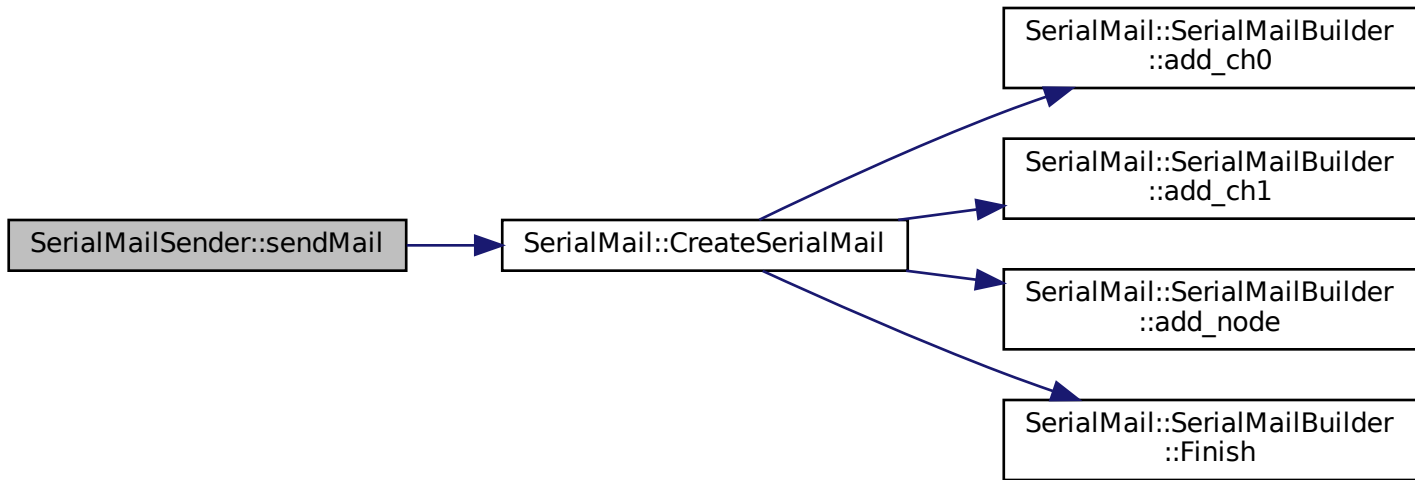 SerialMailSender::sendMail
SerialMail::CreateSerialMail
SerialMail::SerialMailBuilder
::add_ch0
SerialMail::SerialMailBuilder
::add_ch1
SerialMail::SerialMailBuilder
::add_node
SerialMail::SerialMailBuilder
::Finish